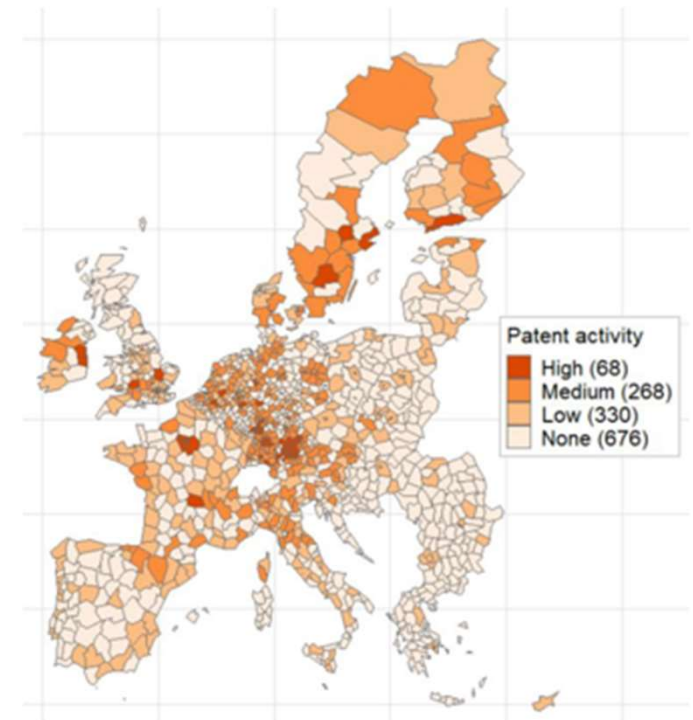 Patent activity
High (68)
Medium (268)
Low (330)
None (676)